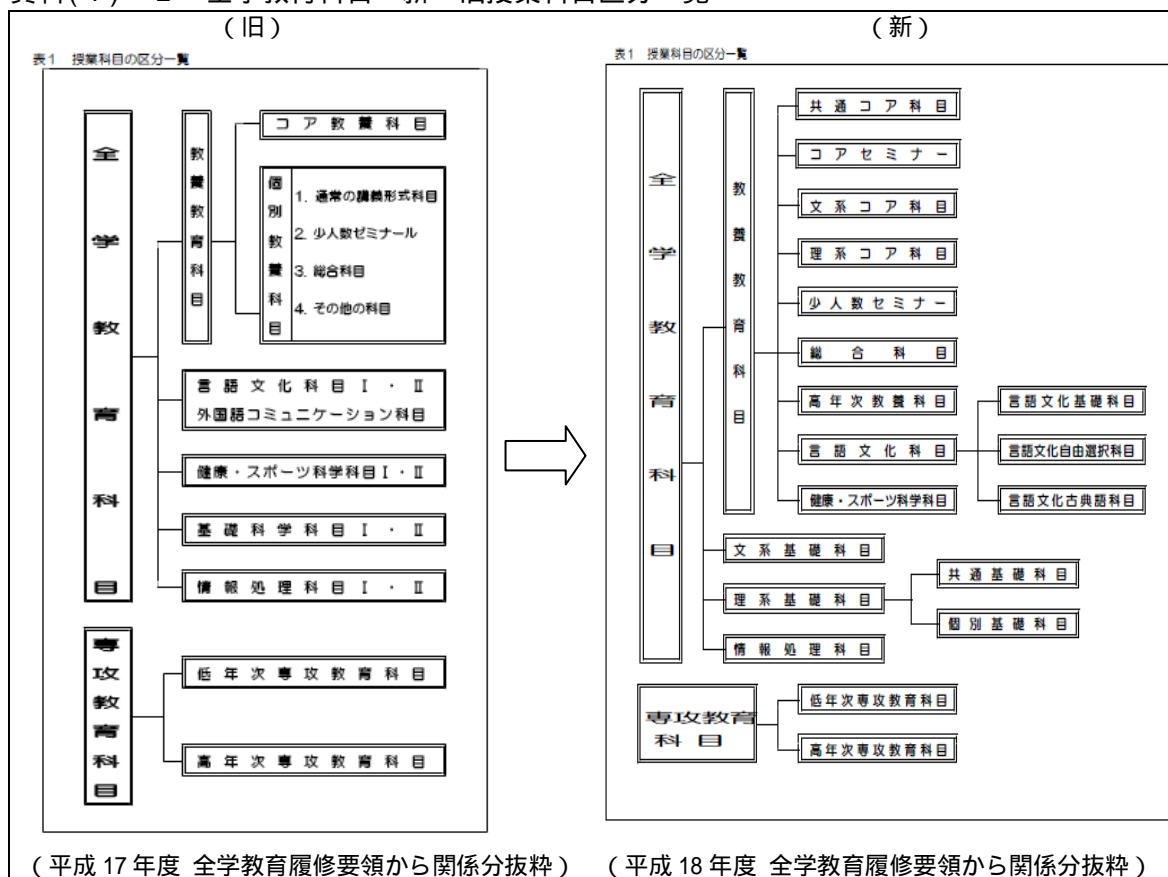 (旧)
表1 授業科目の区分一覧
全学教育科目
教養教育科目
コア教養科目
個別教養科目
1. 通常の講義形式科目
2. 少人数ゼミナール
3. 総合科目
4. その他の科目
言語文化科目Ⅰ・Ⅱ
外国語コミュニケーション科目
健康・スポーツ科学科目Ⅰ・Ⅱ
基礎科学科目Ⅰ・Ⅱ
情報処理科目Ⅰ・Ⅱ
専攻教育科目
低年次専攻教育科目
高年次専攻教育科目
(平成17年度 全学教育履修要領から関係分抜粋)
(新)
表1 授業科目の区分一覧
全学教育科目
教養教育科目
共通コア科目
コアセミナー
文系コア科目
理系コア科目
少人数セミナー
総合科目
高年次教養科目
言語文化科目
言語文化基礎科目
言語文化自由選択科目
言語文化古典語科目
健康・スポーツ科学科目
文系基礎科目
理系基礎科目
共通基礎科目
個別基礎科目
情報処理科目
専攻教育
科目
低年次専攻教育科目
高年次専攻教育科目
(平成18年度 全学教育履修要領から関係分抜粋)